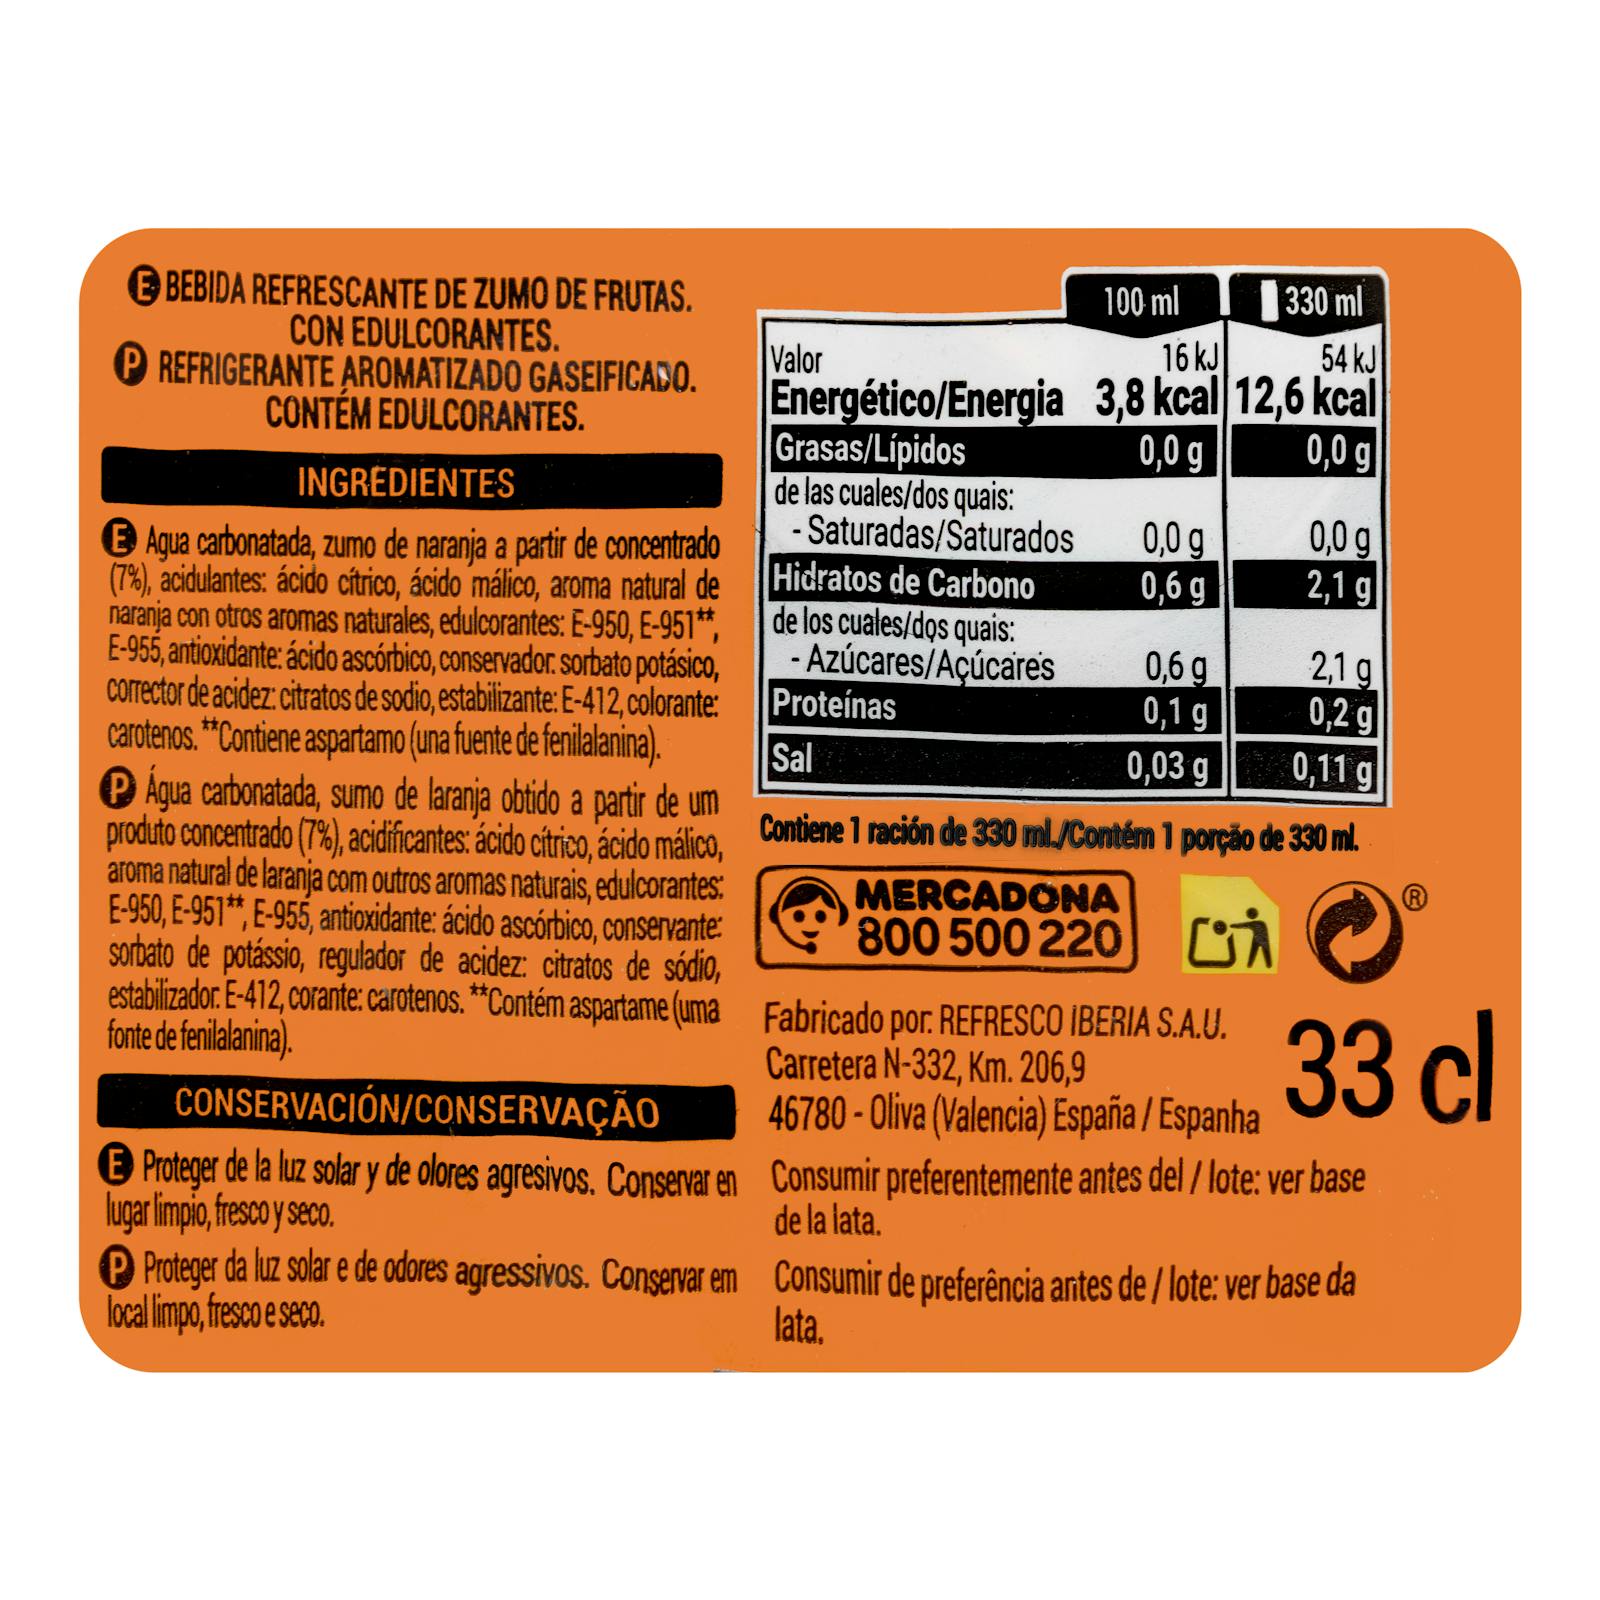 E BEBIDA REFRESCANTE DE ZUMO DE FRUTAS.
CON EDULCORANTES.
P REFRIGERANTE AROMATIZADO GASEIFICADO.
CONTÉM EDULCORANTES.
INGREDIENTES
E Agua carbonatada, zumo de naranja a partir de concentrado
(7%), acidulantes: ácido cítrico, ácido málico, aroma natural de
naranja con otros aromas naturales, edulcorantes: E-950, E-951**,
E-955, antioxidante: ácido ascórbico, conservador: sorbato potásico,
corrector de acidez: citratos de sodio, estabilizante: E-412, colorante:
carotenos. **Contiene aspartamo (una fuente de fenilalanina).
P Água carbonatada, sumo de laranja obtido a partir de um
produto concentrado (7%), acidificantes: ácido cítrico, ácido málico,
aroma natural de laranja com outros aromas naturais, edulcorantes:
E-950, E-951**, E-955, antioxidante: ácido ascórbico, conservante:
sorbato de potássio, regulador de acidez: citratos de sódio,
estabilizador: E-412, corante: carotenos. **Contém aspartame (uma
fonte de fenilalanina).
CONSERVACIÓN/CONSERVAÇÃO
E Proteger de la luz solar y de olores agresivos. Conservar en
lugar limpio, fresco y seco.
P Proteger da luz solar e de odores agressivos. Conservar em
local limpo, fresco e seco.
100 ml 330 ml
Valor 16 kJ 54 kJ
Energético/Energia 3,8 kcal 12,6 kcal
Grasas/Lípidos 0,0 g 0,0 g
de las cuales/dos quais:
- Saturadas/Saturados 0,0 g 0,0 g
Hidratos de Carbono 0,6 g 2,1 g
de los cuales/dos quais:
- Azúcares/Açúcares 0,6 g 2,1 g
Proteínas 0,1 g 0,2 g
Sal 0,03 g 0,11 g
Contiene 1 ración de 330 ml./Contém 1 porção de 330 ml.
MERCADONA
800 500 220
®
Fabricado por: REFRESCO IBERIA S.A.U.
Carretera N-332, Km. 206,9
46780 - Oliva (Valencia) España / Espanha
33 cl
Consumir preferentemente antes del / lote: ver base
de la lata.
Consumir de preferência antes de / lote: ver base da
lata.